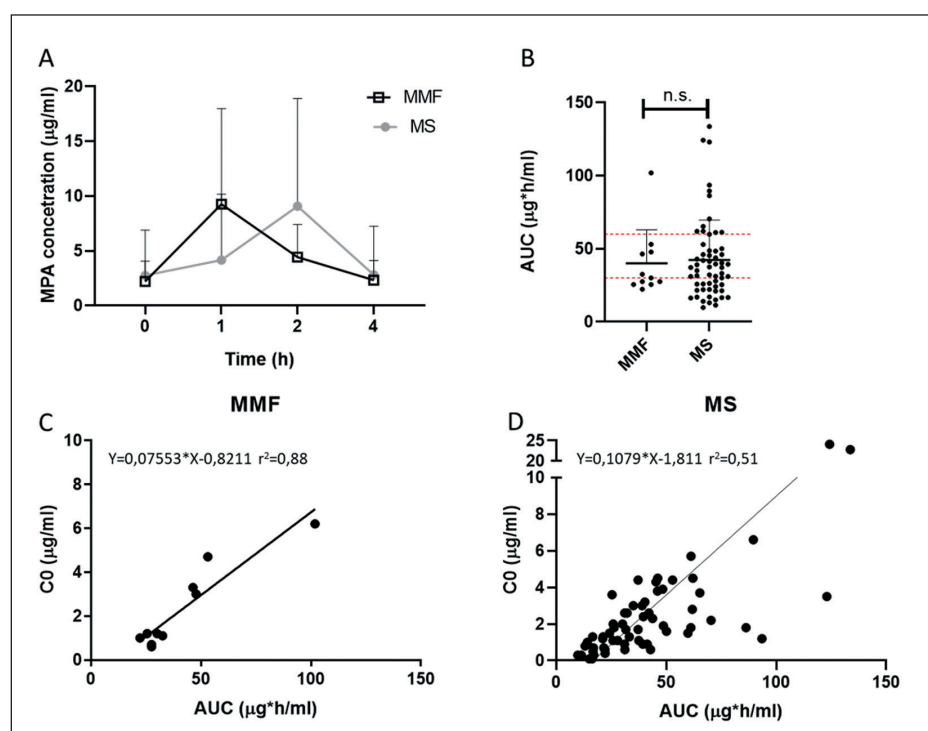 A
MPA concetration (μg/ml)
20
15
10
5
0
0 1 2 4
Time (h)
MMF
MS
B
n.s.
AUC (μg*h/ml)
150
100
50
0
MMF
MS
C
MMF
Y=0,07553*X-0,8211 r²=0,88
C0 (μg/ml)
10
8
6
4
2
0
0 50 100 150
AUC (μg*h/ml)
D
MS
Y=0,1079*X-1,811 r²=0,51
C0 (μg/ml)
25
20
10
8
6
4
2
0
0 50 100 150
AUC (μg*h/ml)